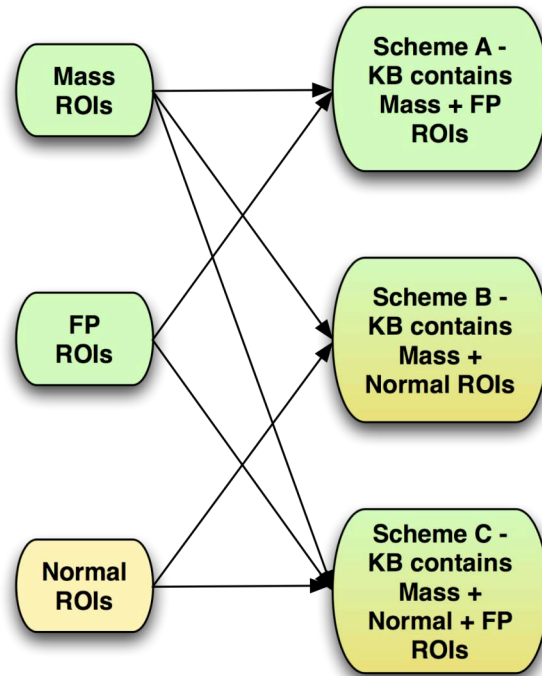 Mass
ROIs
FP
ROIs
Normal
ROIs
Scheme A -
KB contains
Mass + FP
ROIs
Scheme B -
KB contains
Mass +
Normal ROIs
Scheme C -
KB contains
Mass +
Normal + FP
ROIs